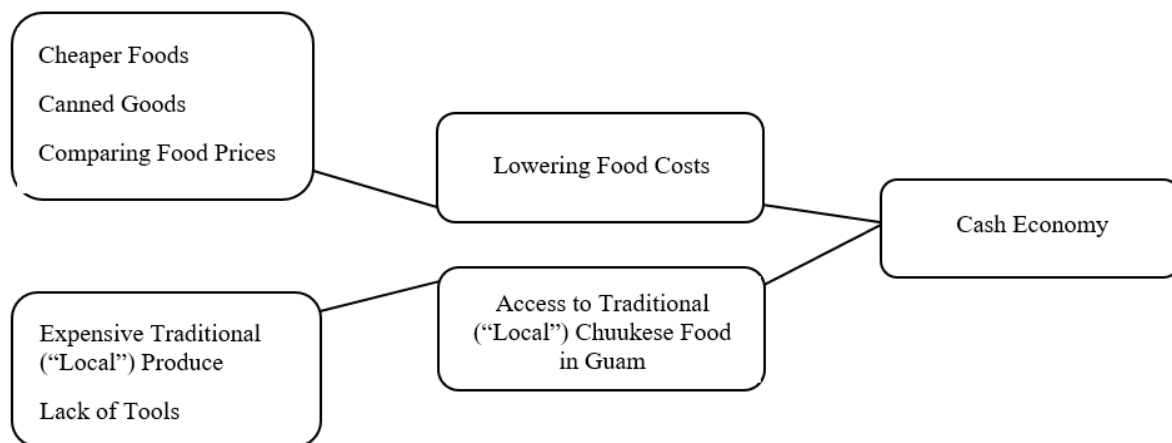 Cheaper Foods
Canned Goods
Comparing Food Prices
Lowering Food Costs
Cash Economy
Expensive Traditional
(“Local”) Produce
Lack of Tools
Access to Traditional
(“Local”) Chuukese Food
in Guam